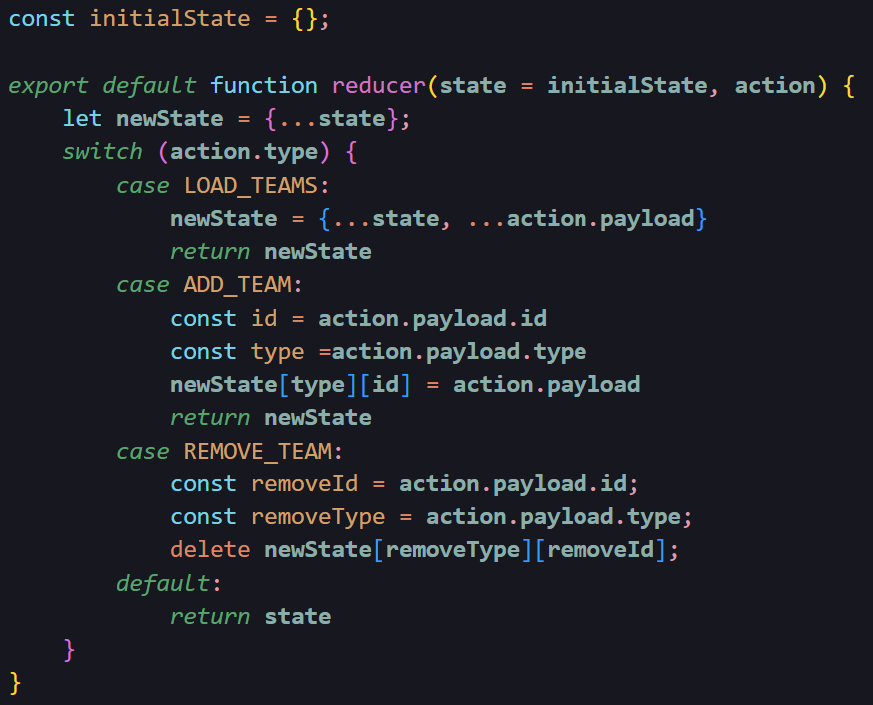 const initialState = {};

export default function reducer(state = initialState, action) {
    let newState = {...state};
    switch (action.type) {
        case LOAD_TEAMS:
            newState = {...state, ...action.payload}
            return newState
        case ADD_TEAM:
            const id = action.payload.id
            const type =action.payload.type
            newState[type][id] = action.payload
            return newState
        case REMOVE_TEAM:
            const removeId = action.payload.id;
            const removeType = action.payload.type;
            delete newState[removeType][removeId];
        default:
            return state
    }
}